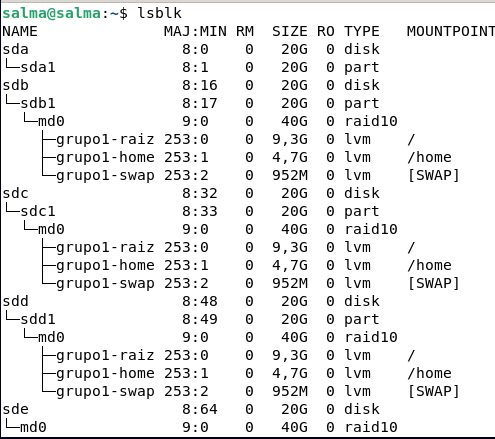 salma@salma:~$ lsblk
NAME              MAJ:MIN RM  SIZE RO TYPE   MOUNTPOINT
sda                 8:0    0   20G  0 disk
└─sda1              8:1    0   20G  0 part
sdb                 8:16   0   20G  0 disk
└─sdb1              8:17   0   20G  0 part
  └─md0             9:0    0   40G  0 raid10
    ├─grupo1-raiz 253:0    0  9,3G  0 lvm    /
    ├─grupo1-home 253:1    0  4,7G  0 lvm    /home
    └─grupo1-swap 253:2    0  952M  0 lvm    [SWAP]
sdc                 8:32   0   20G  0 disk
└─sdc1              8:33   0   20G  0 part
  └─md0             9:0    0   40G  0 raid10
    ├─grupo1-raiz 253:0    0  9,3G  0 lvm    /
    ├─grupo1-home 253:1    0  4,7G  0 lvm    /home
    └─grupo1-swap 253:2    0  952M  0 lvm    [SWAP]
sdd                 8:48   0   20G  0 disk
└─sdd1              8:49   0   20G  0 part
  └─md0             9:0    0   40G  0 raid10
    ├─grupo1-raiz 253:0    0  9,3G  0 lvm    /
    ├─grupo1-home 253:1    0  4,7G  0 lvm    /home
    └─grupo1-swap 253:2    0  952M  0 lvm    [SWAP]
sde                 8:64   0   20G  0 disk
└─md0               9:0    0   40G  0 raid10